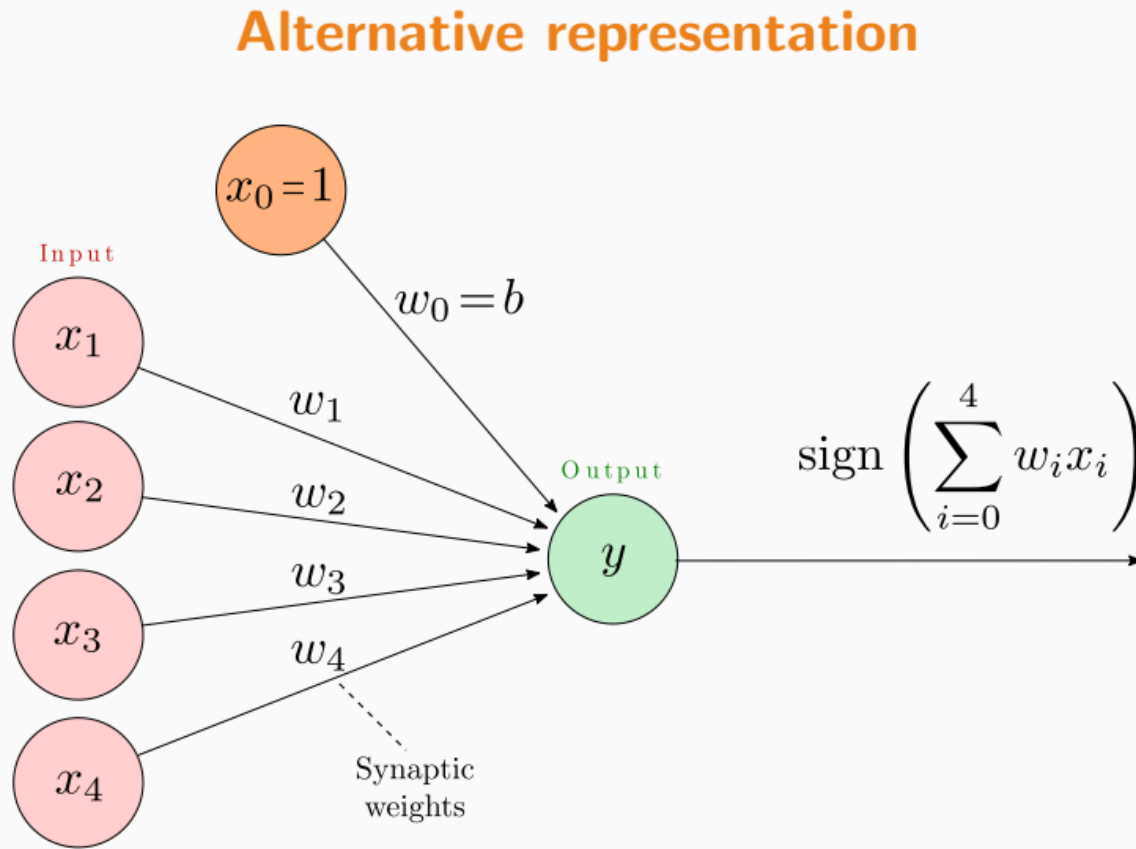 Alternative representation
x₀ = 1
Input
w₀ = b
x₁
w₁
x₂
w₂
Output
sign (∑_{i=0}^{4} wᵢxᵢ)
y
x₃
w₃
w₄
x₄
Synaptic
weights